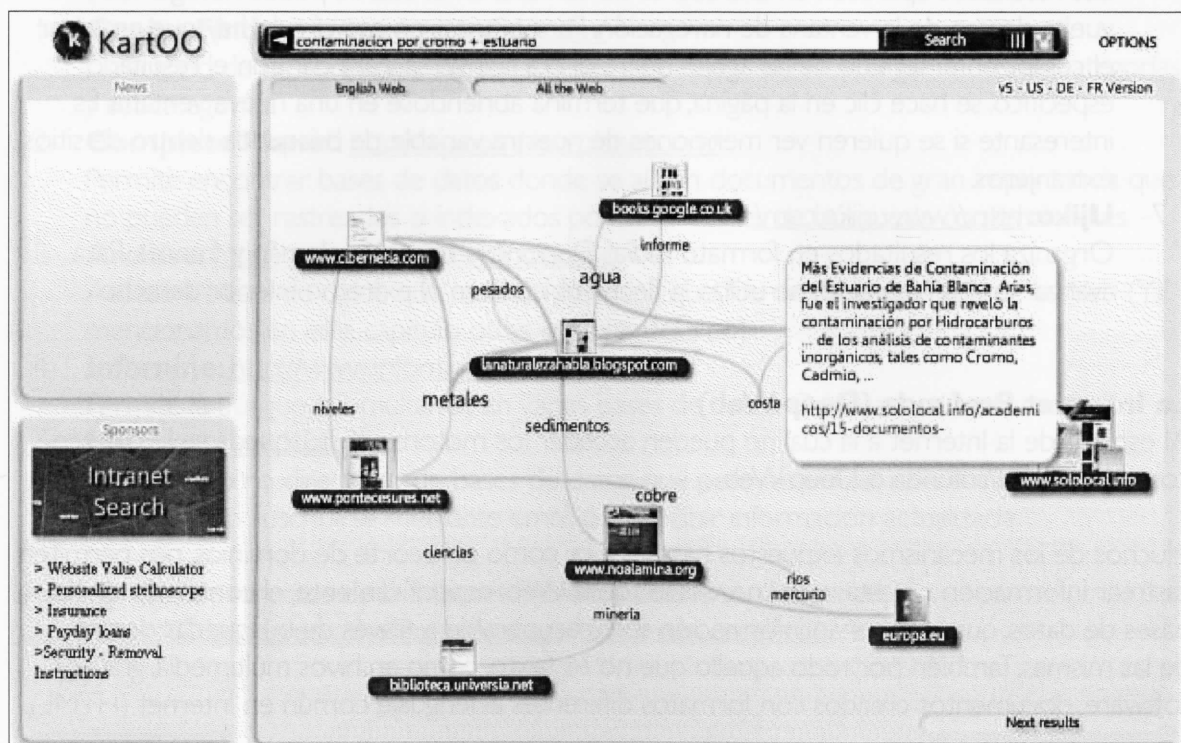 KartOO
contaminacion por cromo + estuario
Search
OPTIONS
News
English Web
All the Web
v5 - US - DE - FR Version
books.google.co.uk
informe
www.cibernetia.com
agua
pesados
Más Evidencias de Contaminación
del Estuario de Bahía Blanca Arias,
fue el investigador que reveló la
contaminación por Hidrocarburos
... de los análisis de contaminantes
inorgánicos, tales como Cromo,
Cadmio, ...
http://www.sololocal.info/academi
cos/15-documentos-
lanaturalezahabla.blogspot.com
niveles
metales
costa
sedimentos
Sponsors
Intranet
Search
www.pontecesures.net
www.sololocal.info
cobre
ciencias
www.noalamina.org
> Website Value Calculator
> Personalized stethoscope
> Insurance
> Payday loans
>Security - Removal
Instructions
rios
mercurio
mineria
europa.eu
biblioteca.universia.net
Next results